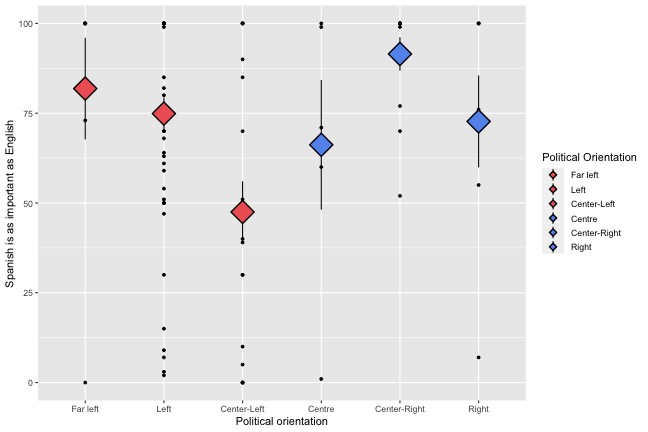 100
75
50
25
0
Spanish is as important as English
Far left
Left
Center-Left
Centre
Center-Right
Right
Political orientation
Political Orientation
Far left
Left
Center-Left
Centre
Center-Right
Right